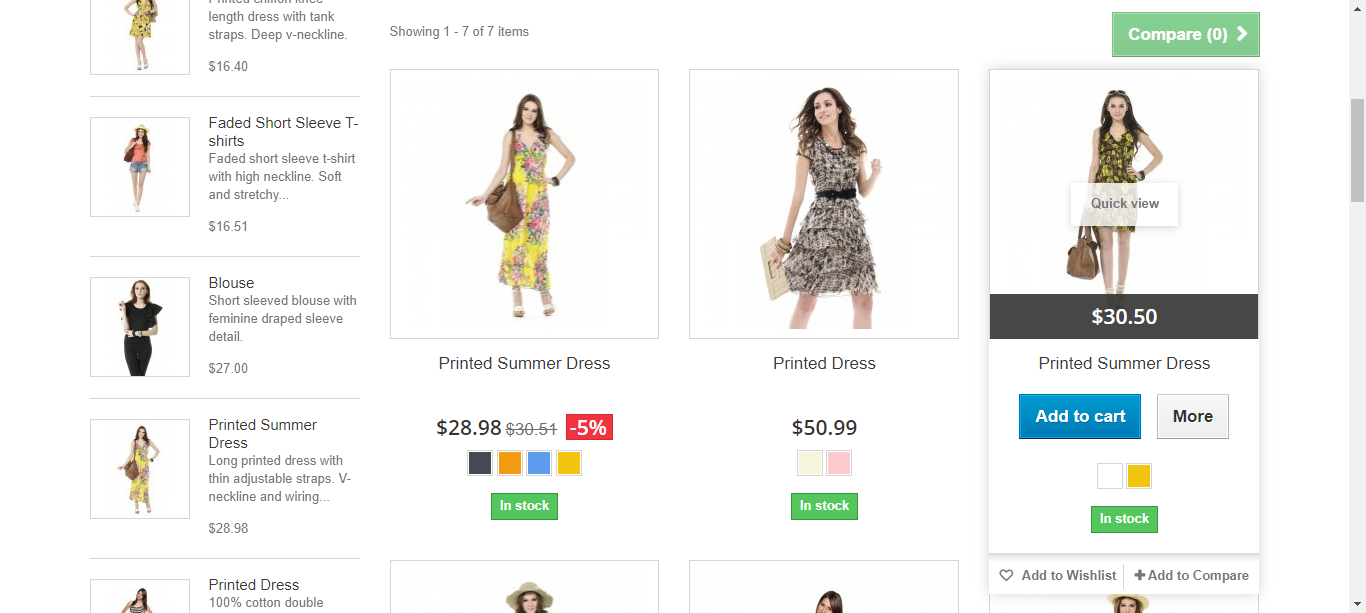 Printed chiffon knee
length dress with tank
straps. Deep v-neckline.
$16.40
Faded Short Sleeve T-
shirts
Faded short sleeve t-shirt
with high neckline. Soft
and stretchy...
$16.51
Blouse
Short sleeved blouse with
feminine draped sleeve
detail.
$27.00
Printed Summer
Dress
Long printed dress with
thin adjustable straps. V-
neckline and wiring...
$28.98
Printed Dress
100% cotton double
Showing 1 - 7 of 7 items
Compare (0)
Printed Summer Dress
$28.98 $30.51 -5%
In stock
Printed Dress
$50.99
In stock
Quick view
$30.50
Printed Summer Dress
Add to cart
More
In stock
Add to Wishlist
Add to Compare